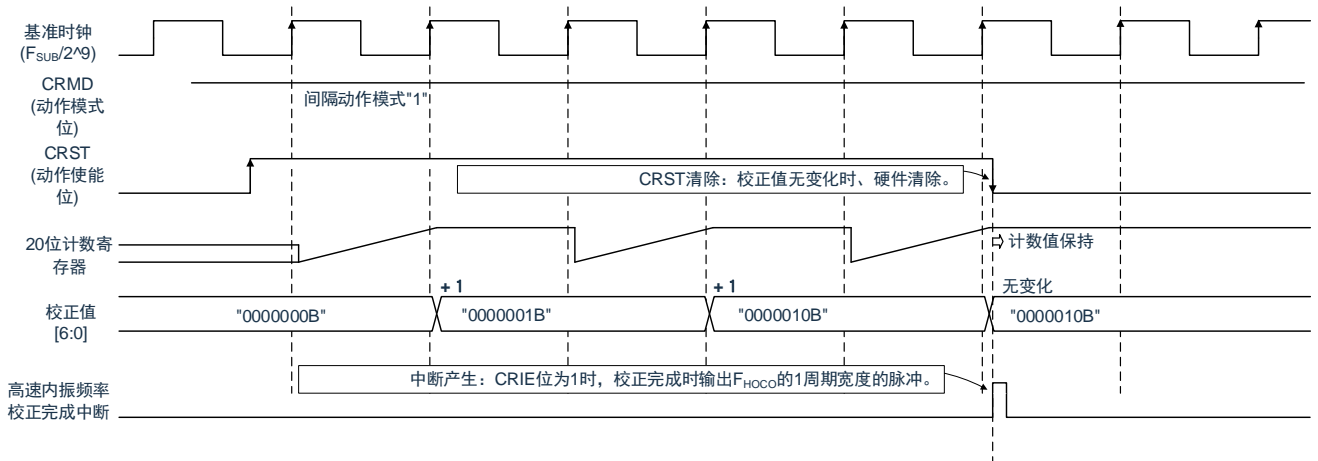 基准时钟
(FSUB/2^9)
CRMD
(动作模式
位)
间隔动作模式"1"
CRST
(动作使能
位)
CRST清除：校正值无变化时、硬件清除。
20位计数寄
存器
计数值保持
+ 1
+ 1
无变化
校正值
[6:0]
"0000000B"
"0000001B"
"0000010B"
"0000010B"
中断产生：CRIE位为1时，校正完成时输出FHOCO的1周期宽度的脉冲。
高速内振频率
校正完成中断